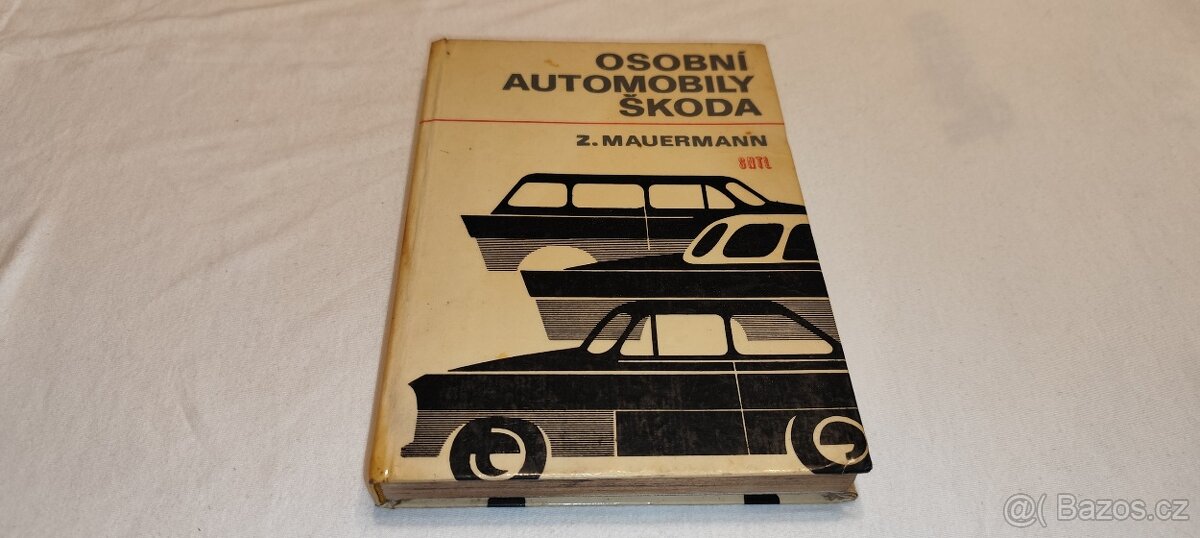 OSOBNÍ
AUTOMOBILY
ŠKODA
Z. MAUERMANN
SNTL
@( Bazos.cz